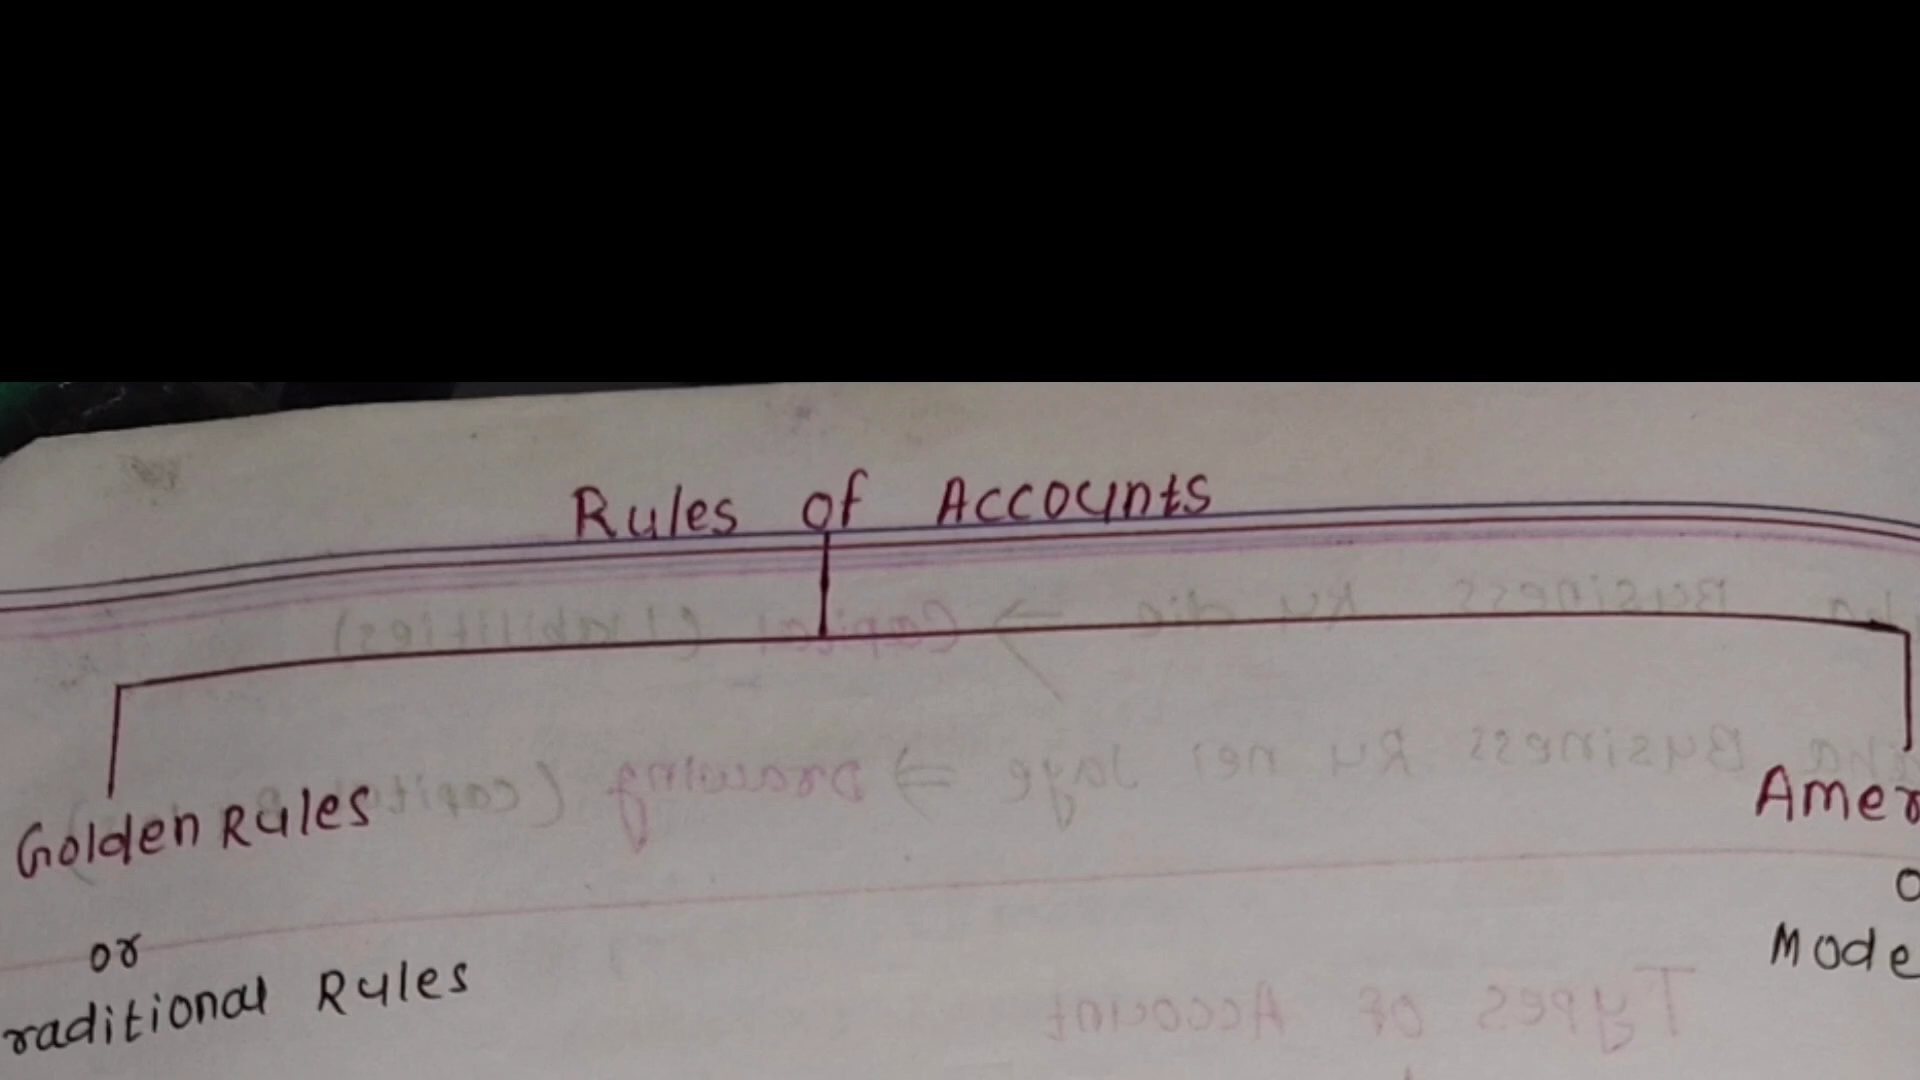 Rules of Accounts
Golden Rules
Amer
or
o
Mode
raditional Rules